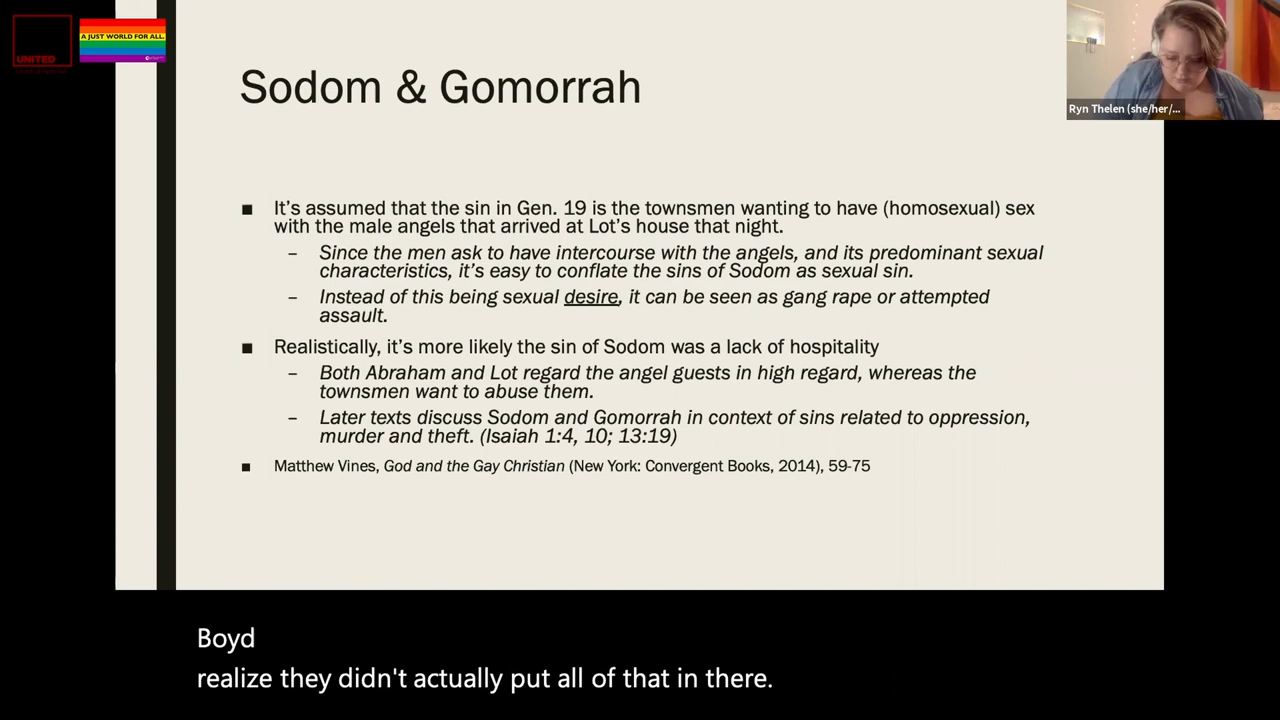 UNITED
A JUST WORLD FOR ALL.
Ryn Thelen (she/her/...
Sodom & Gomorrah
■ It's assumed that the sin in Gen. 19 is the townsmen wanting to have (homosexual) sex
with the male angels that arrived at Lot's house that night.
– Since the men ask to have intercourse with the angels, and its predominant sexual
characteristics, it's easy to conflate the sins of Sodom as sexual sin.
– Instead of this being sexual desire, it can be seen as gang rape or attempted
assault.
■ Realistically, it's more likely the sin of Sodom was a lack of hospitality
– Both Abraham and Lot regard the angel guests in high regard, whereas the
townsmen want to abuse them.
– Later texts discuss Sodom and Gomorrah in context of sins related to oppression,
murder and theft. (Isaiah 1:4, 10; 13:19)
■ Matthew Vines, God and the Gay Christian (New York: Convergent Books, 2014), 59-75
Boyd
realize they didn't actually put all of that in there.